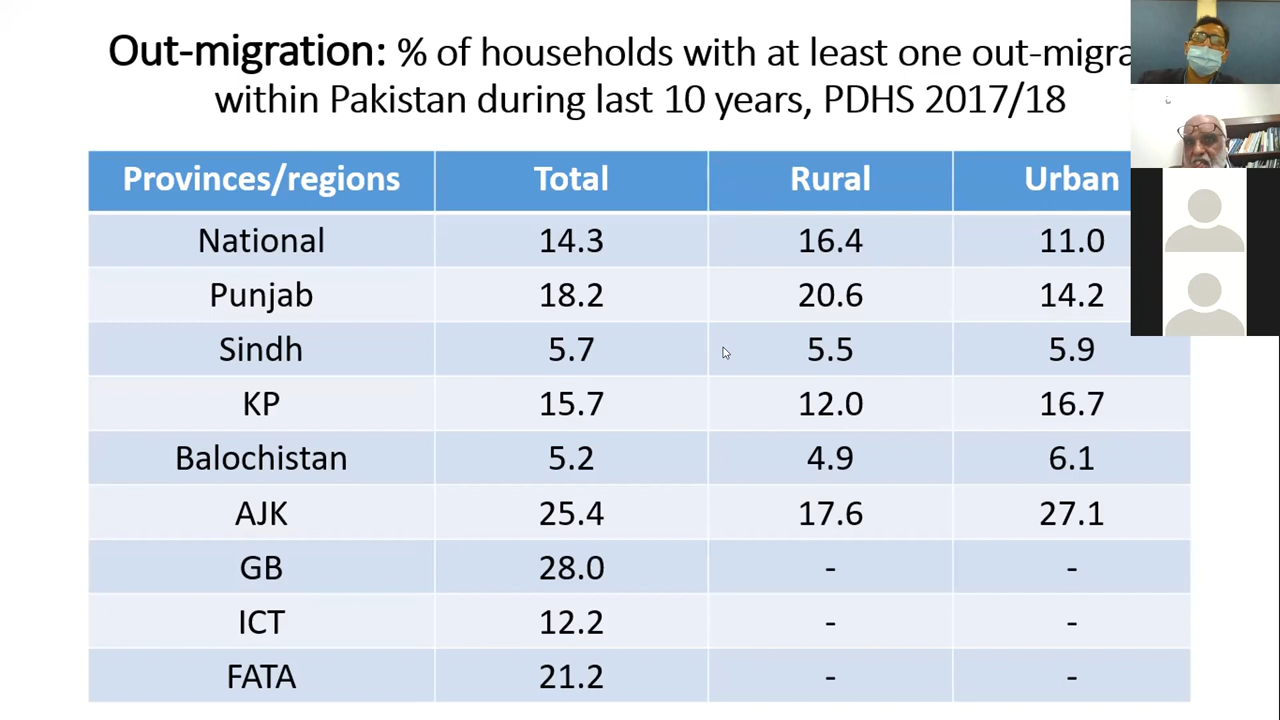 Out-migration: % of households with at least one out-migra
within Pakistan during last 10 years, PDHS 2017/18
Provinces/regions Total Rural Urban
National 14.3 16.4 11.0
Punjab 18.2 20.6 14.2
Sindh 5.7 5.5 5.9
KP 15.7 12.0 16.7
Balochistan 5.2 4.9 6.1
AJK 25.4 17.6 27.1
GB 28.0 - -
ICT 12.2 - -
FATA 21.2 - -